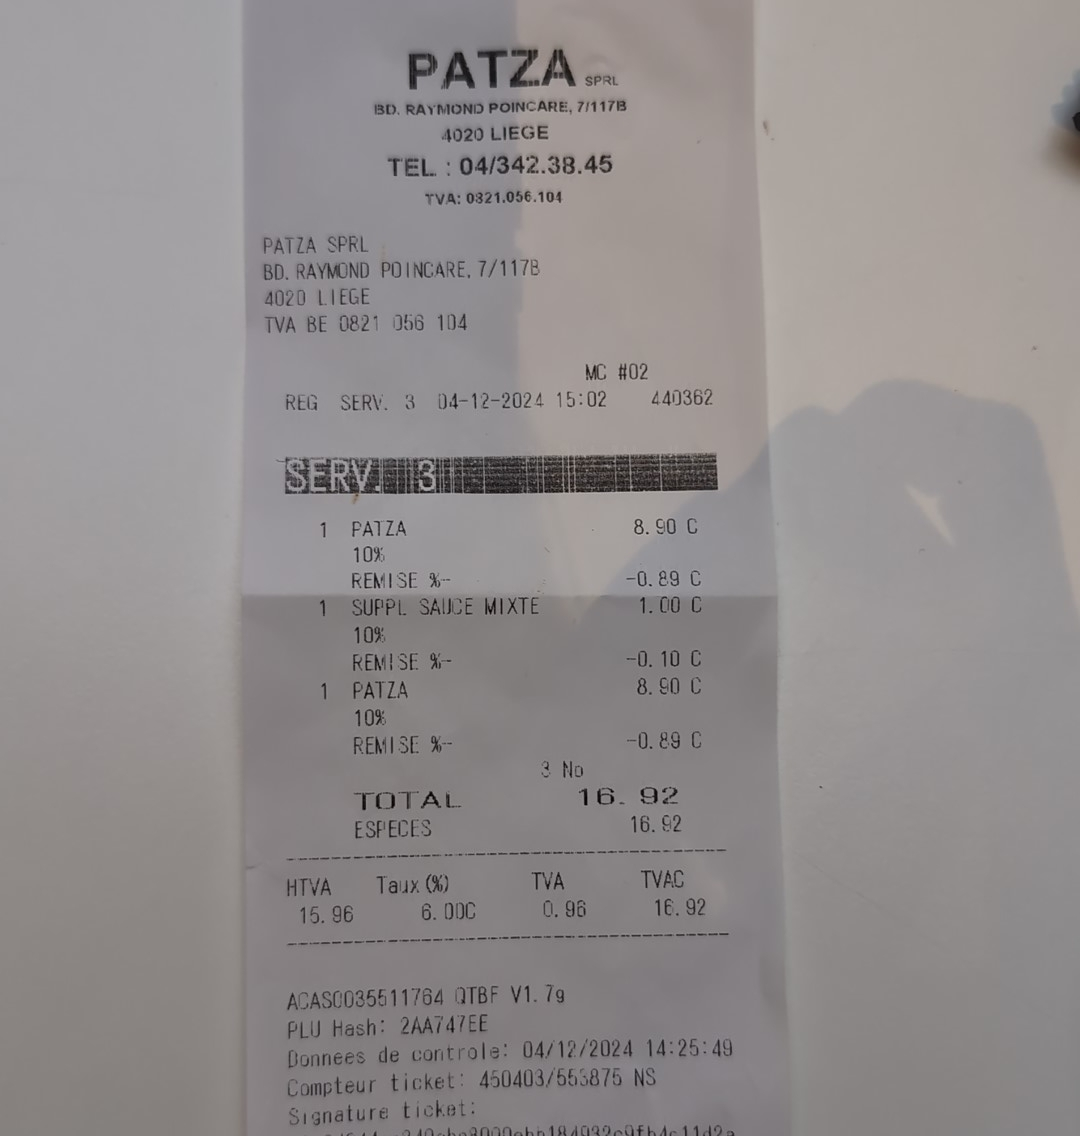 PATZA SPRL
BD. RAYMOND POINCARE, 7/117B
4020 LIEGE
TEL : 04/342.38.45
TVA: 0821.056.104
PATZA SPRL
BD. RAYMOND POINCARE, 7/117B
4020 LIEGE
TVA BE 0821 056 104
MC #02
REG SERV. 3 04-12-2024 15:02 440362
SERV. 3
1 PATZA 8.90 C
10%
REMISE %- -0.89 C
1 SUPPL SAUCE MIXTE 1.00 C
10%
REMISE %- -0.10 C
1 PATZA 8.90 C
10%
REMISE %- -0.89 C
3 No
TOTAL 16.92
ESPECES 16.92
HTVA Taux (%) TVA TVAC
15.96 6.000 0.96 16.92
ACAS0035511764 QTBF V1.7g
PLU Hash: 2AA747EE
Donnees de controle: 04/12/2024 14:25:49
Compteur ticket: 450403/553875 NS
Signature ticket: